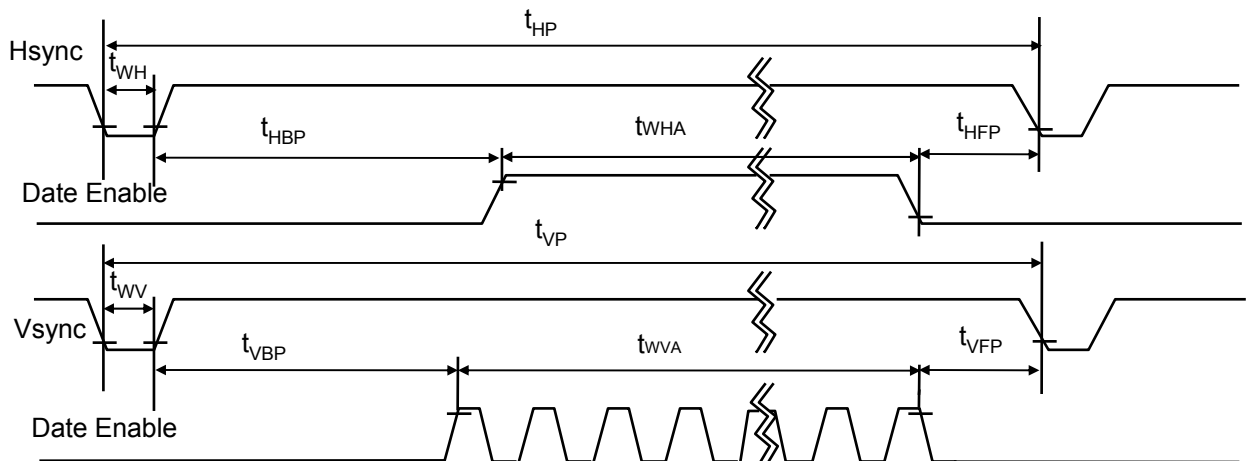 tHP
Hsync
tWH
tHBP
tWHA
tHFP
Date Enable
tVP
tWV
Vsync
tVBP
tWVA
tVFP
Date Enable